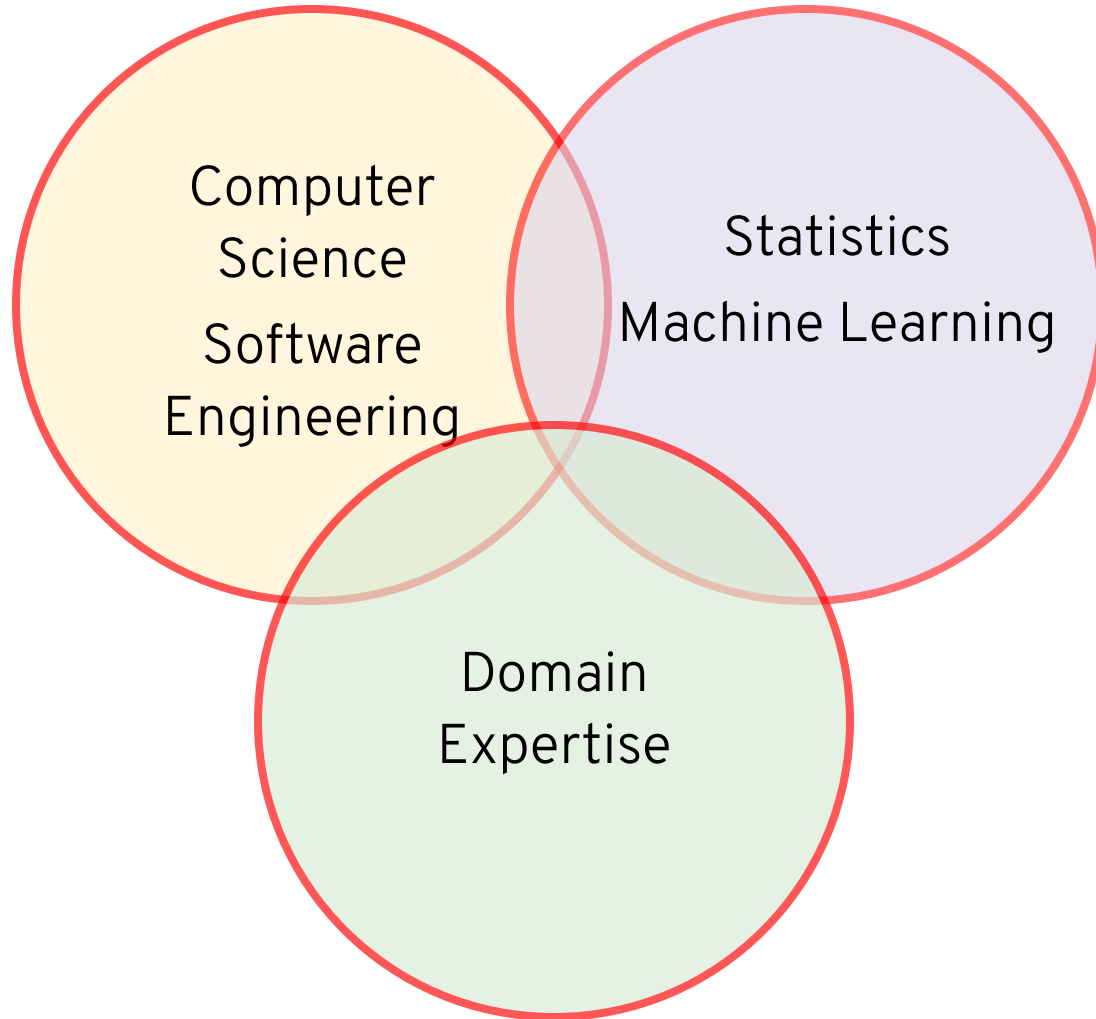 Computer
Science
Software
Engineering
Statistics
Machine Learning
Domain
Expertise